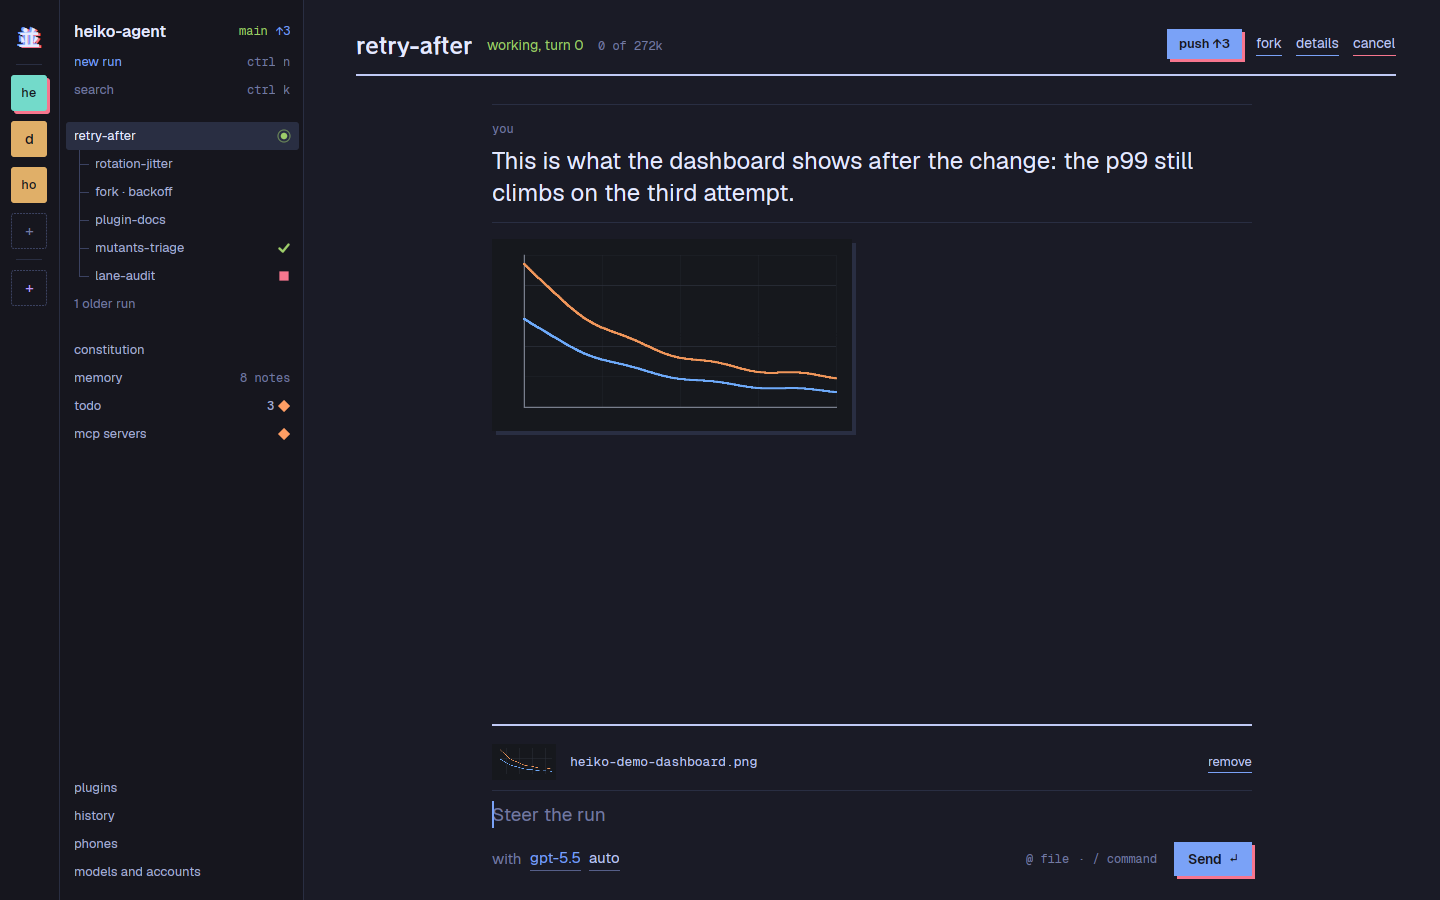 heiko-agent
main ↑3
new run
ctrl n
search
ctrl k
he
d
ho
+
+
retry-after
rotation-jitter
fork · backoff
plugin-docs
mutants-triage
lane-audit
1 older run
constitution
memory
8 notes
todo
3
mcp servers
plugins
history
phones
models and accounts
retry-after
working, turn 0
0 of 272k
push ↑3
fork
details
cancel
you
This is what the dashboard shows after the change: the p99 still
climbs on the third attempt.
heiko-demo-dashboard.png
remove
Steer the run
with gpt-5.5 auto
@ file · / command
Send ↵